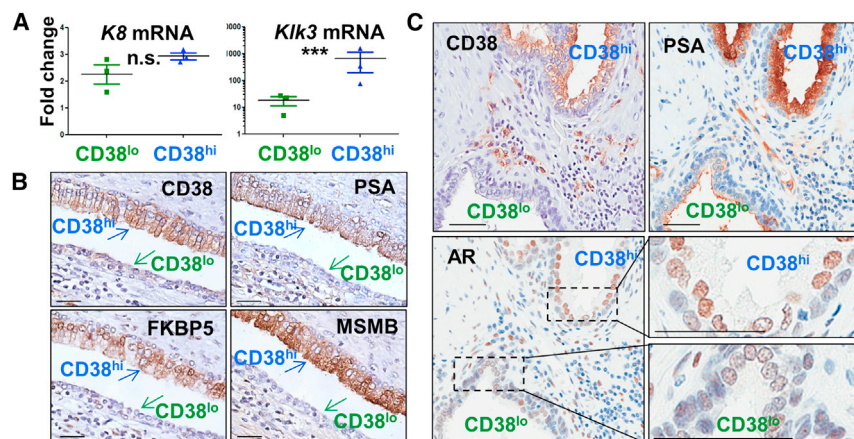 A
K8 mRNA
Fold change
n.s.
4
3
2
1
0
CD38lo
CD38hi
Klk3 mRNA
***
1000
100
10
1
CD38lo
CD38hi
B
CD38
CD38hi
CD38lo
PSA
CD38hi
CD38lo
FKBP5
CD38hi
CD38lo
MSMB
CD38hi
CD38lo
C
CD38
CD38hi
CD38lo
PSA
CD38hi
CD38lo
AR
CD38hi
CD38lo
CD38hi
CD38lo